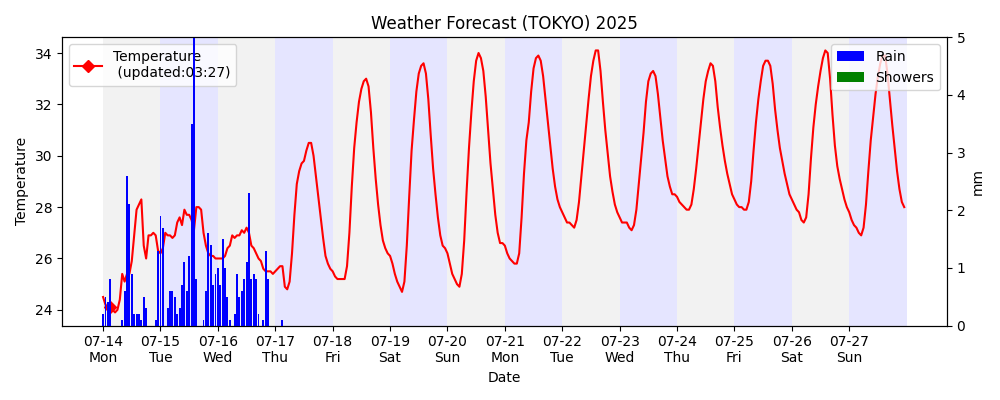 Weather Forecast (TOKYO) 2025
Temperature
(updated:03:27)
Rain
Showers
Temperature
34
32
30
28
26
24
5
4
3
2
1
0
mm
07-14 07-15 07-16 07-17 07-18 07-19 07-20 07-21 07-22 07-23 07-24 07-25 07-26 07-27
Mon Tue Wed Thu Fri Sat Sun Mon Tue Wed Thu Fri Sat Sun
Date